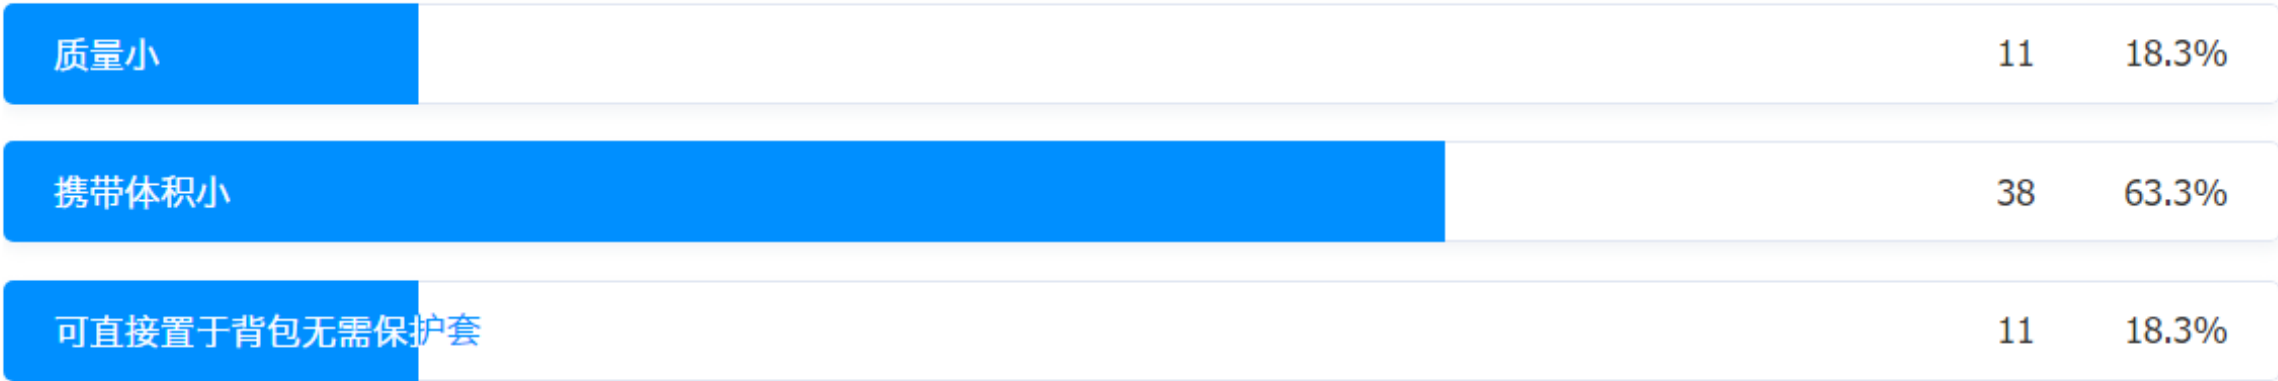 质量小 11 18.3%
携带体积小 38 63.3%
可直接置于背包无需保护套 11 18.3%